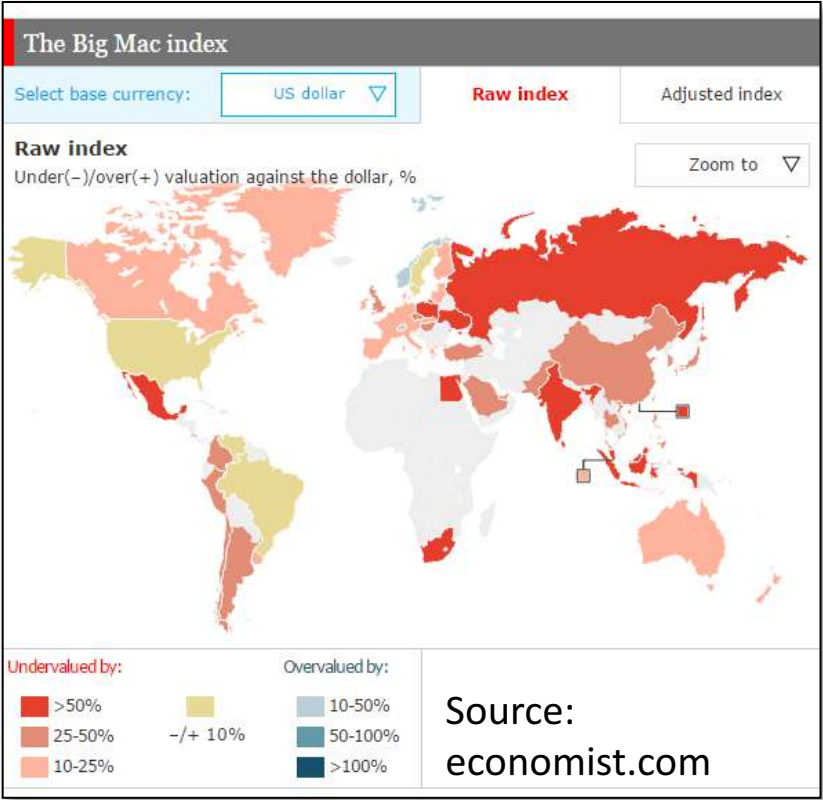 The Big Mac index
Select base currency: US dollar Raw index Adjusted index
Raw index
Under(−)/over(+) valuation against the dollar, %
Zoom to
Undervalued by:
>50%
25-50%
10-25%
−/+ 10%
Overvalued by:
10-50%
50-100%
>100%
Source:
economist.com